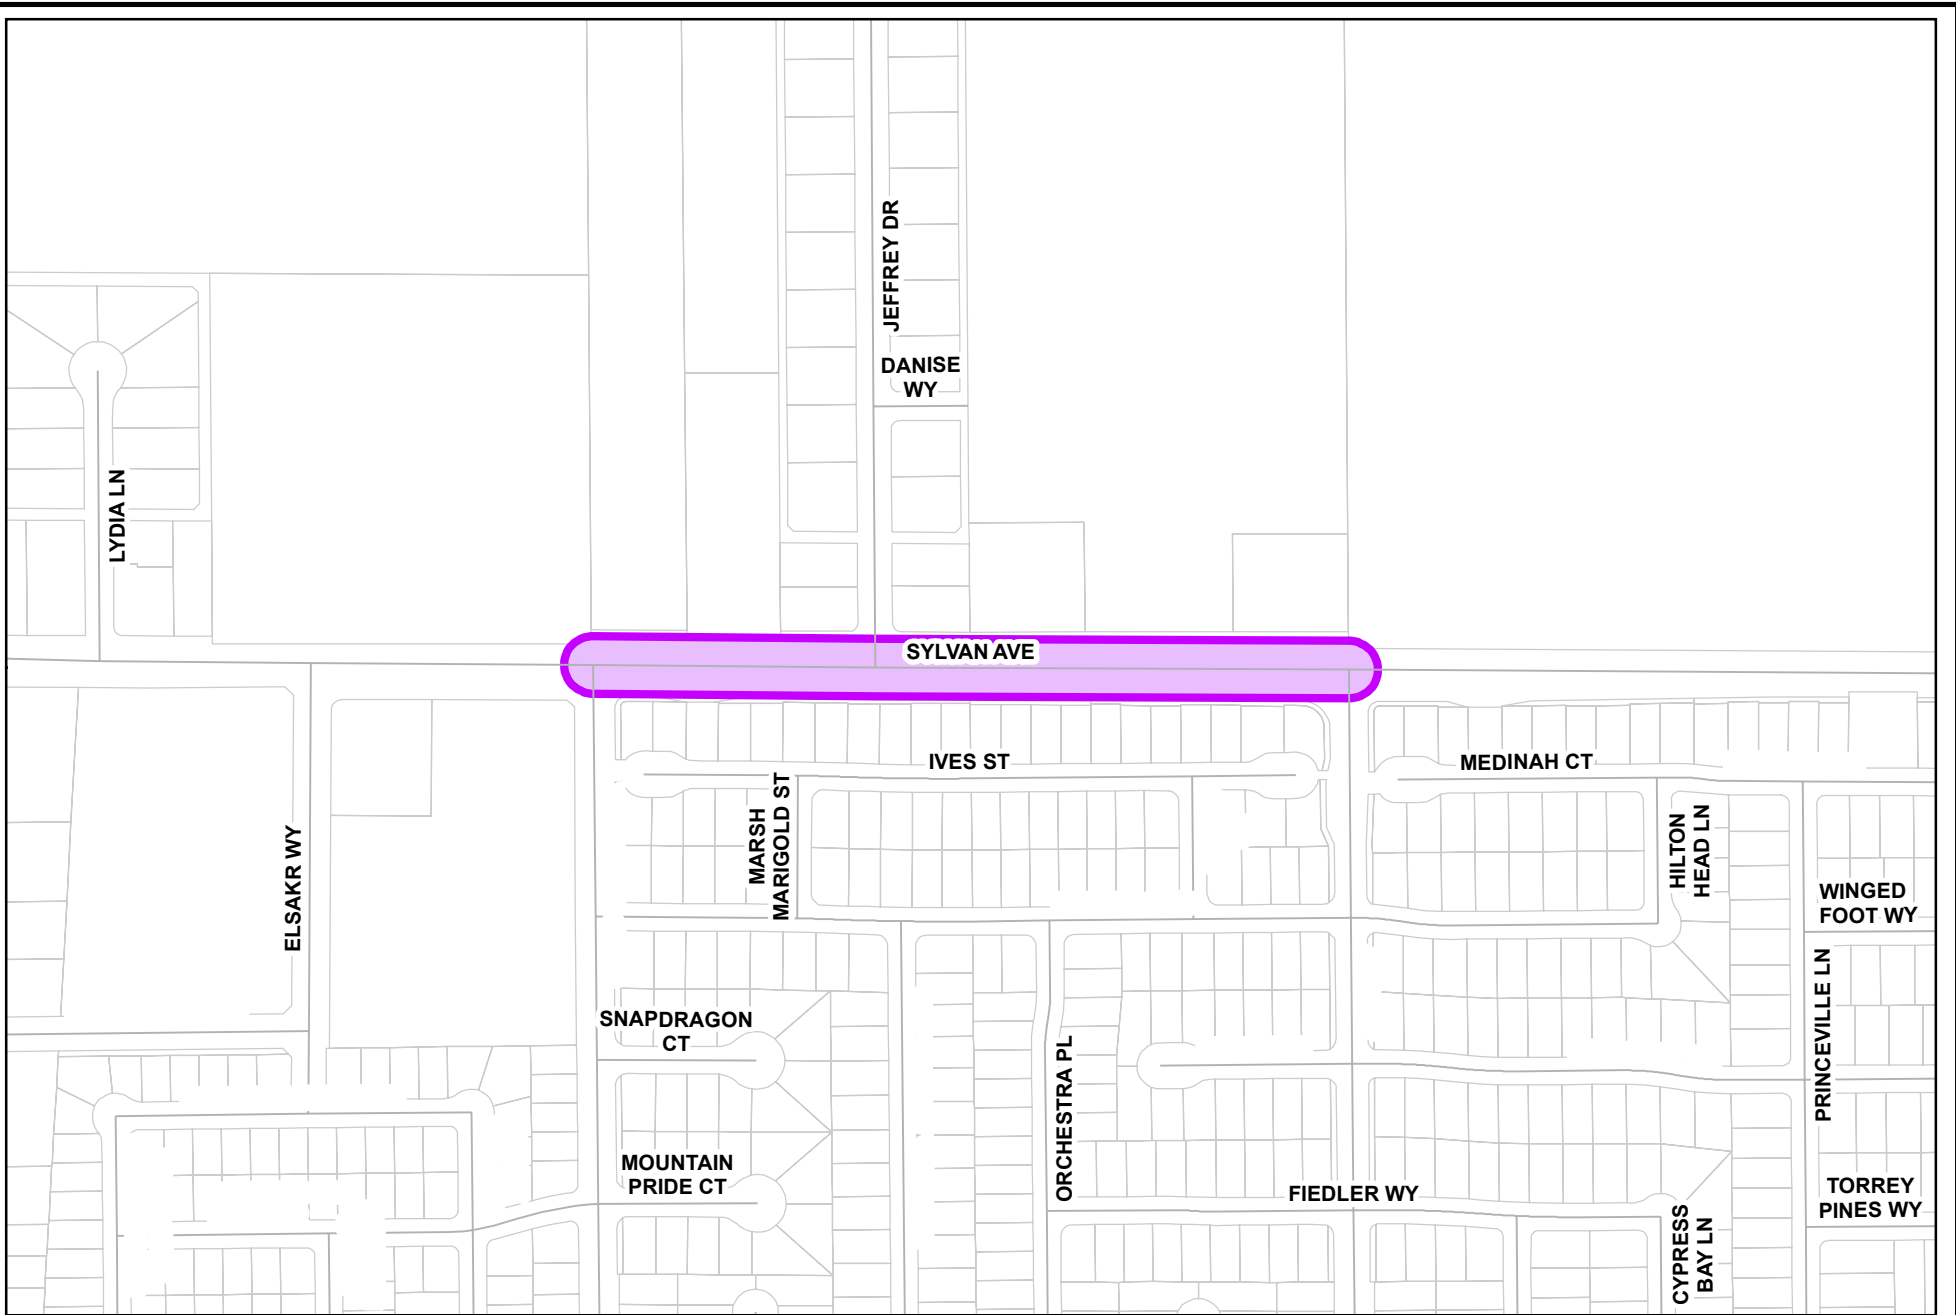 JEFFREY DR
DANISE
WY
LYDIA LN
SYLVAN AVE
IVES ST
MEDINAH CT
MARSH
MARIGOLD ST
HILTON
HEAD LN
ELSAKR WY
WINGED
FOOT WY
SNAPDRAGON
CT
ORCHESTRA PL
PRINCEVILLE LN
MOUNTAIN
PRIDE CT
FIEDLER WY
TORREY
PINES WY
CYPRESS
BAY LN